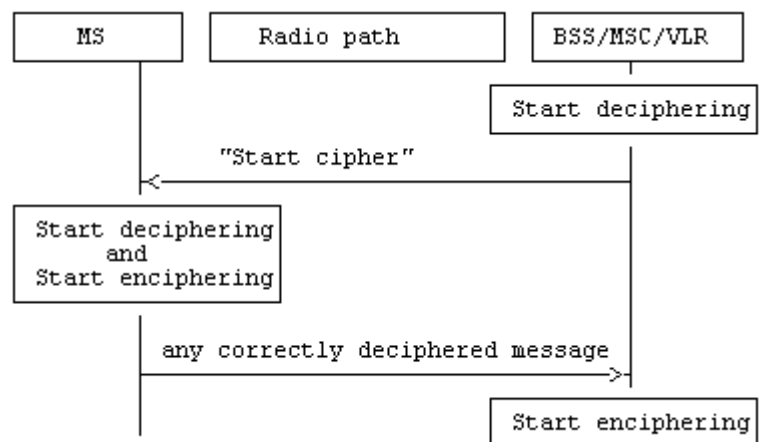 MS
Radio path
BSS/MSC/VLR
Start deciphering
"Start cipher"
Start deciphering
and
Start enciphering
any correctly deciphered message
Start enciphering